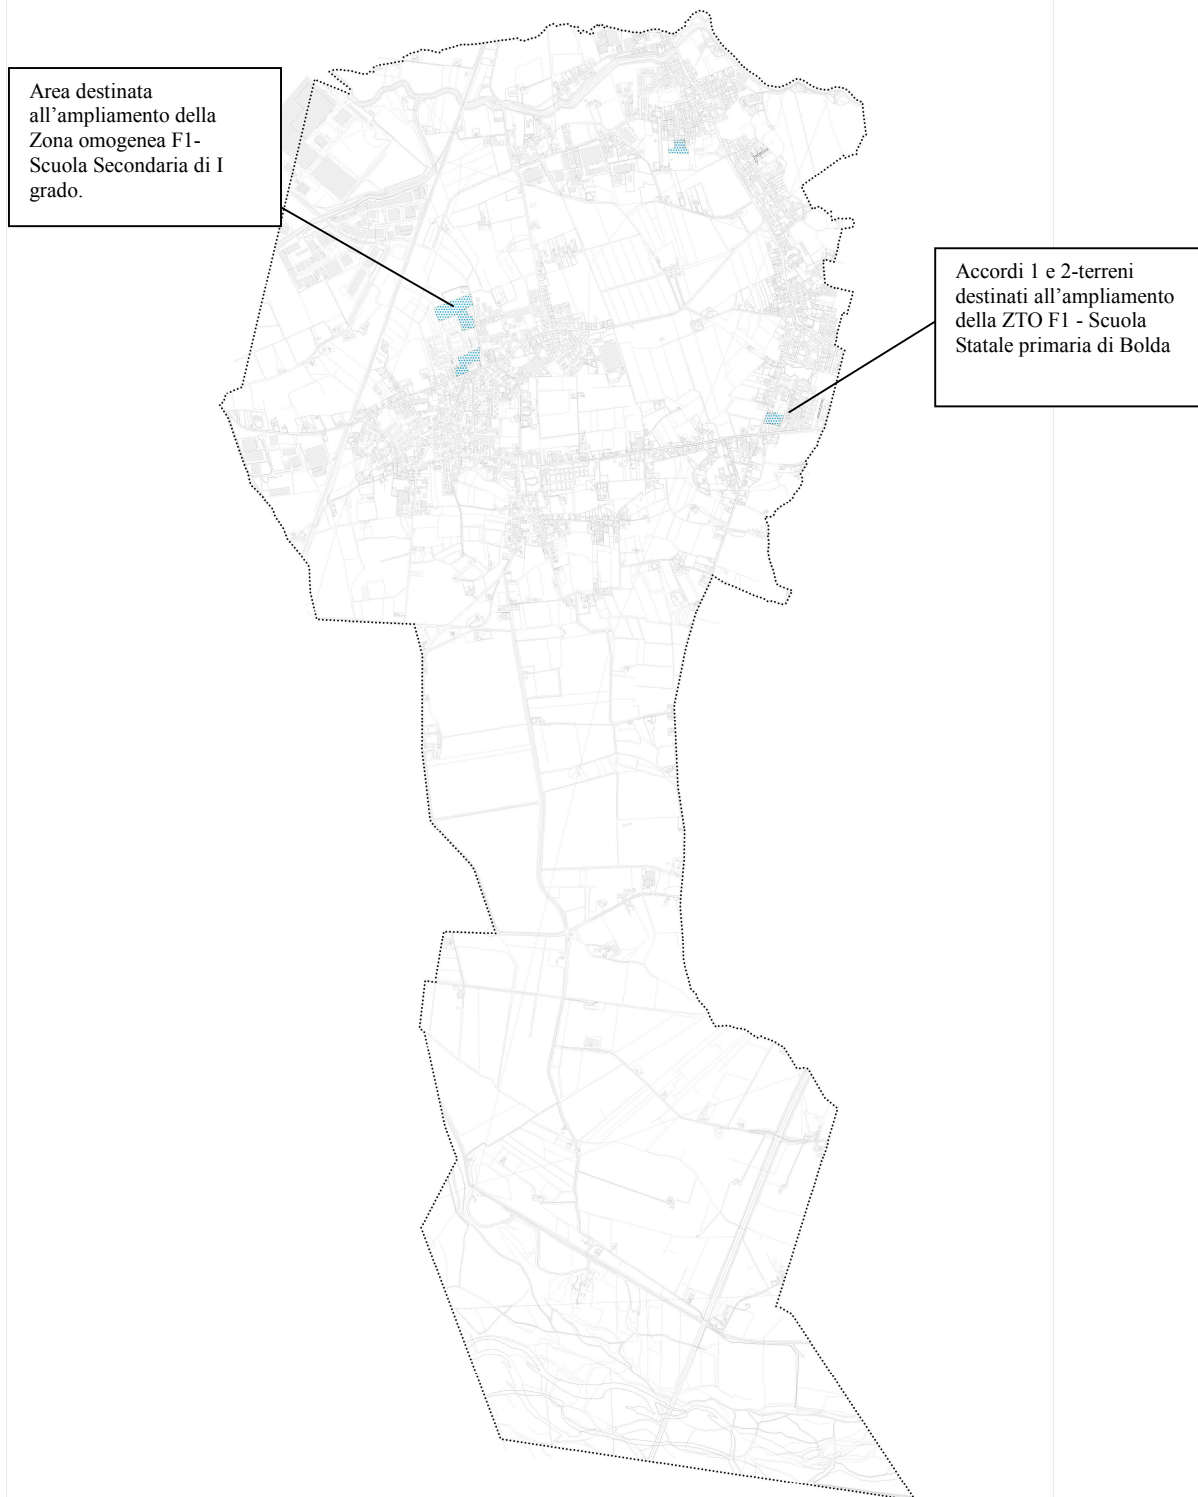 Area destinata
all’ampliamento della
Zona omogenea F1-
Scuola Secondaria di I
grado.
Accordi 1 e 2-terreni
destinati all’ampliamento
della ZTO F1 - Scuola
Statale primaria di Bolda